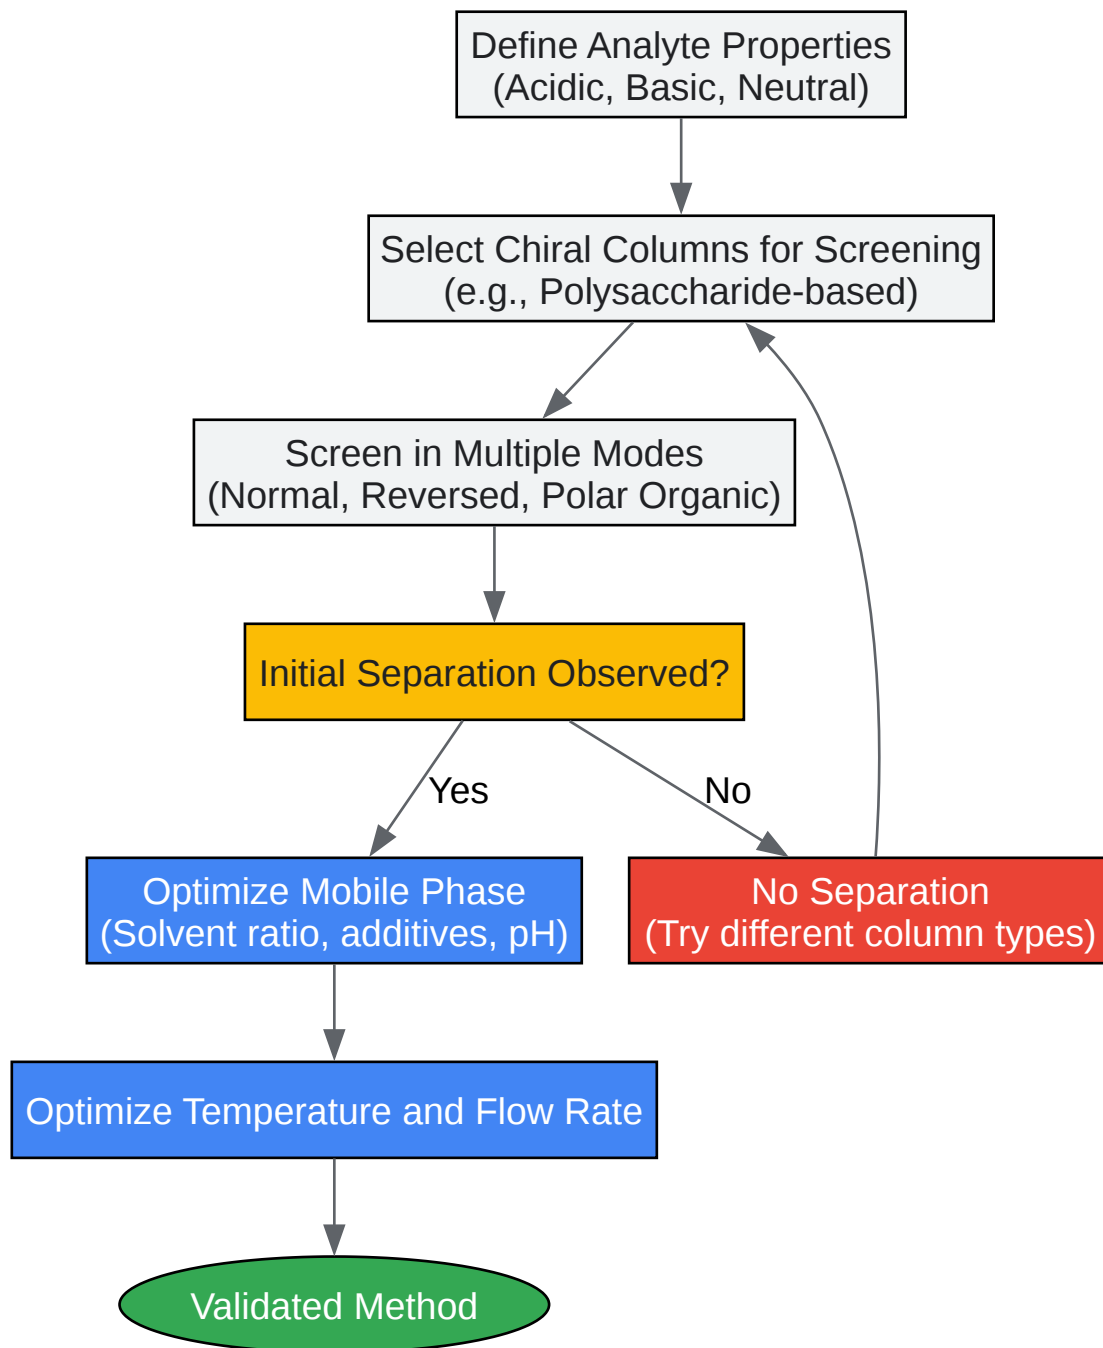 Define Analyte Properties
(Acidic, Basic, Neutral)
Select Chiral Columns for Screening
(e.g., Polysaccharide-based)
Screen in Multiple Modes
(Normal, Reversed, Polar Organic)
Initial Separation Observed?
Yes
No
Optimize Mobile Phase
(Solvent ratio, additives, pH)
No Separation
(Try different column types)
Optimize Temperature and Flow Rate
Validated Method